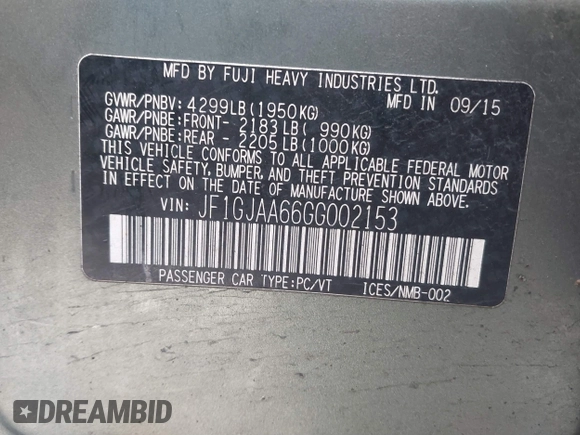 MFD BY FUJI HEAVY INDUSTRIES LTD.
GVWR/PNBV: 4299LB(1950KG) MFD IN 09/15
GAWR/PNBE:FRONT- 2183LB( 990KG)
GAWR/PNBE:REAR - 2205LB(1000KG)
THIS VEHICLE CONFORMS TO ALL APPLICABLE FEDERAL MOTOR
VEHICLE SAFETY, BUMPER, AND THEFT PREVENTION STANDARDS
IN EFFECT ON THE DATE OF MANUFACTURE SHOWN ABOVE.
VIN: JF1GJAA66GG002153
PASSENGER CAR TYPE:PC/VT ICES/NMB-002
DREAMBID